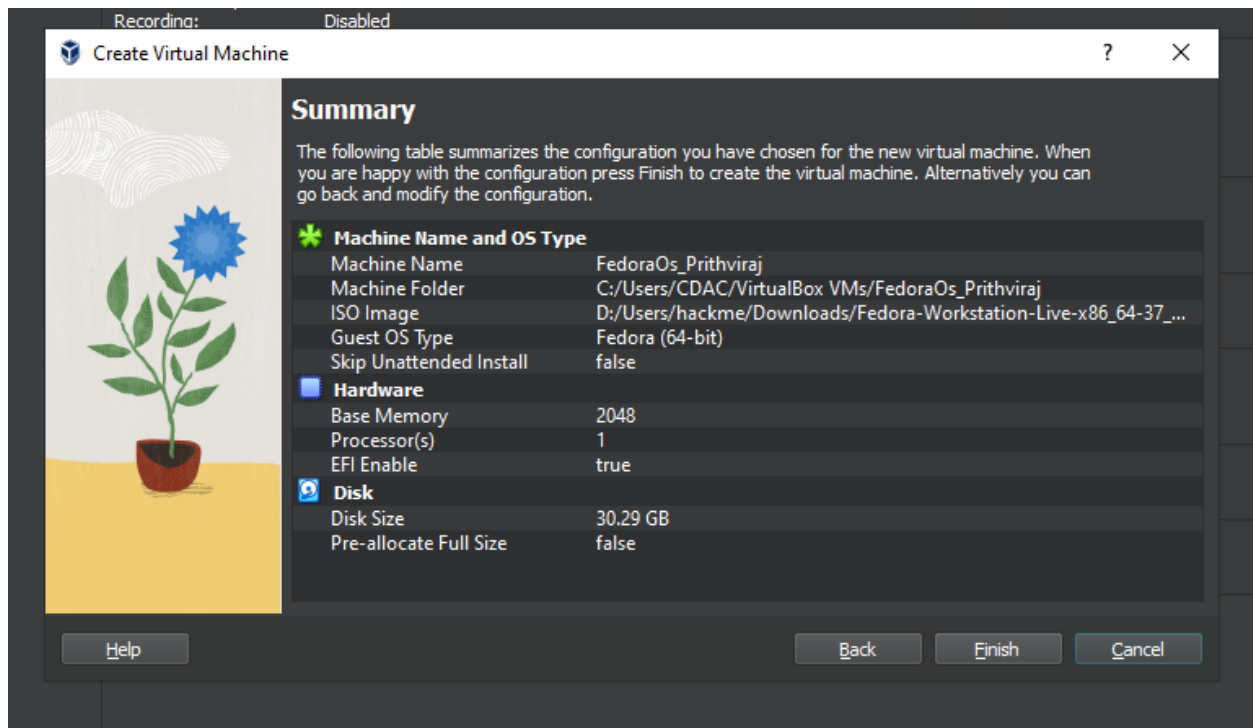 Recording: Disabled
Create Virtual Machine ?
Summary
The following table summarizes the configuration you have chosen for the new virtual machine. When
you are happy with the configuration press Finish to create the virtual machine. Alternatively you can
go back and modify the configuration.
Machine Name and OS Type
Machine Name FedoraOs_Prithviraj
Machine Folder C:/Users/CDAC/VirtualBox VMs/FedoraOs_Prithviraj
ISO Image D:/Users/hackme/Downloads/Fedora-Workstation-Live-x86_64-37_...
Guest OS Type Fedora (64-bit)
Skip Unattended Install false
Hardware
Base Memory 2048
Processor(s) 1
EFI Enable true
Disk
Disk Size 30.29 GB
Pre-allocate Full Size false
Help Back Finish Cancel